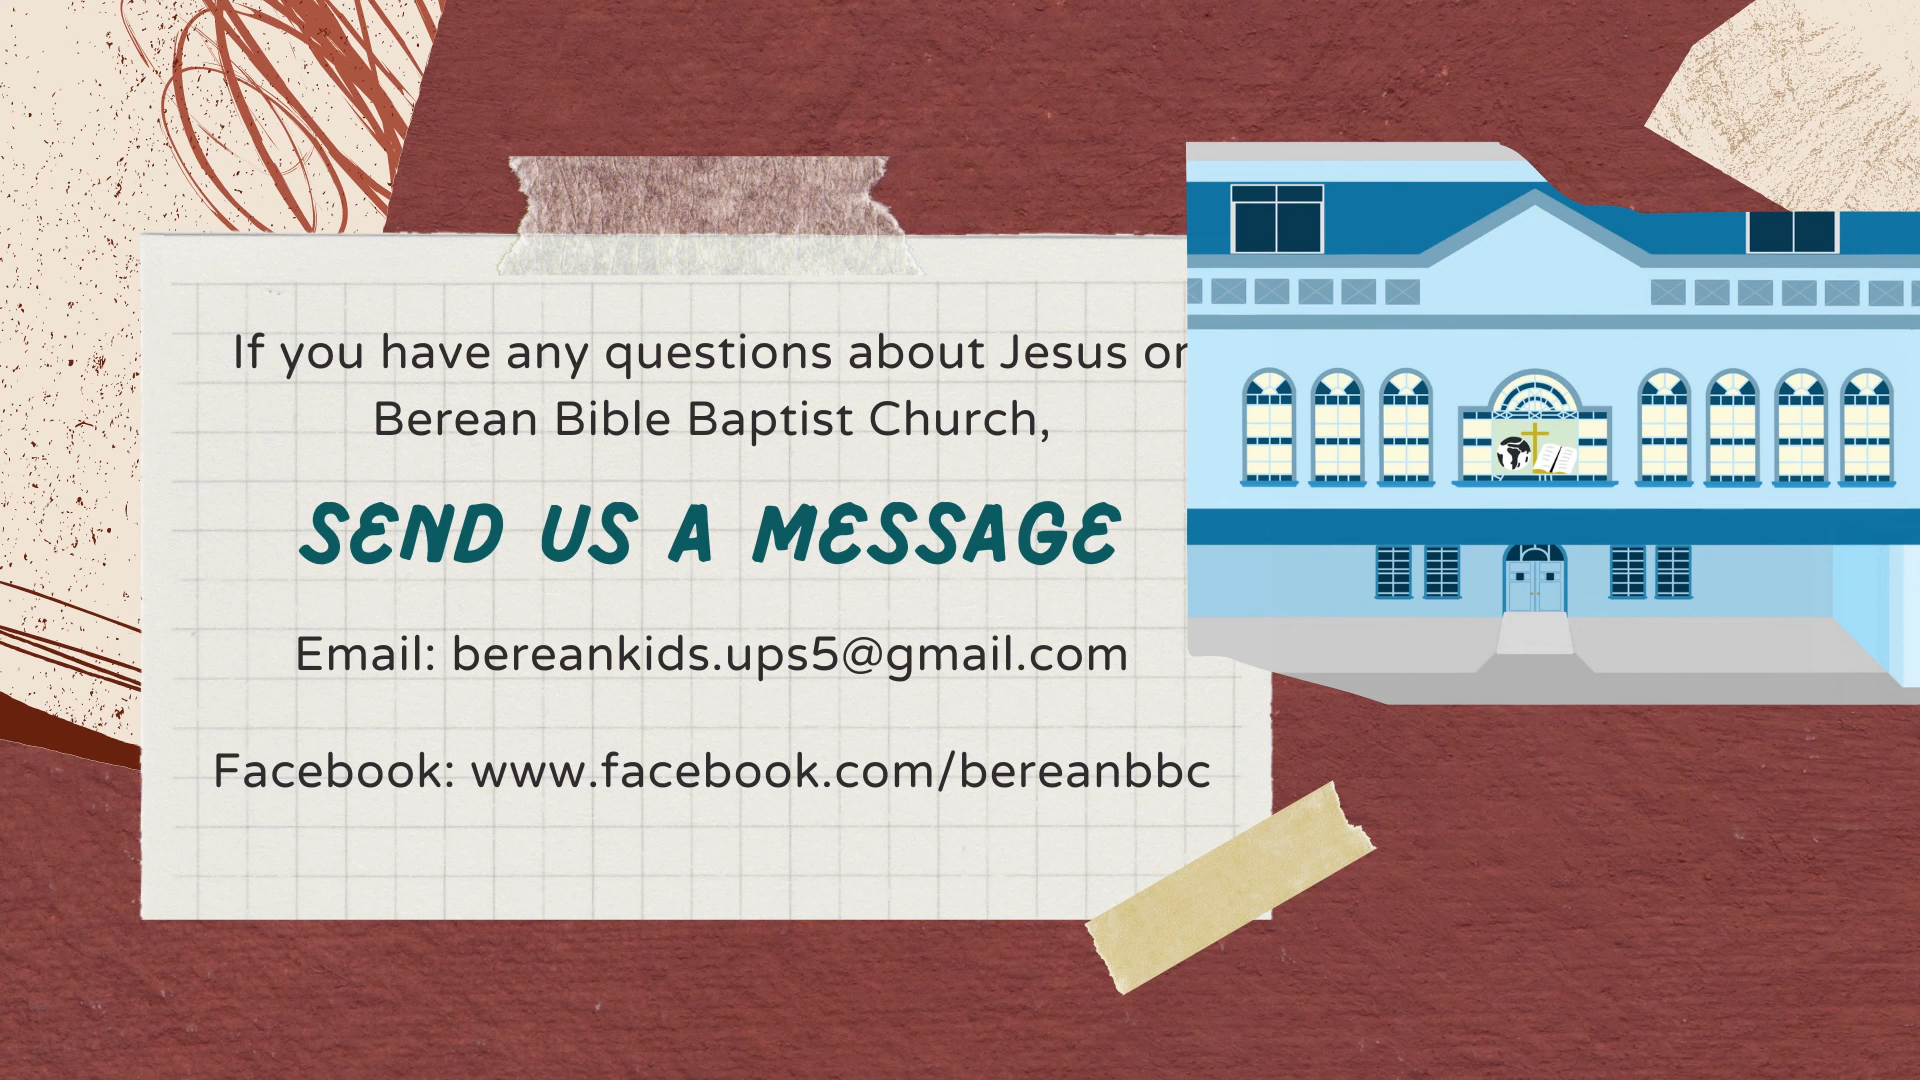 If you have any questions about Jesus or
Berean Bible Baptist Church,
SEND US A MESSAGE
Email: bereankids.ups5@gmail.com
Facebook: www.facebook.com/bereanbbc